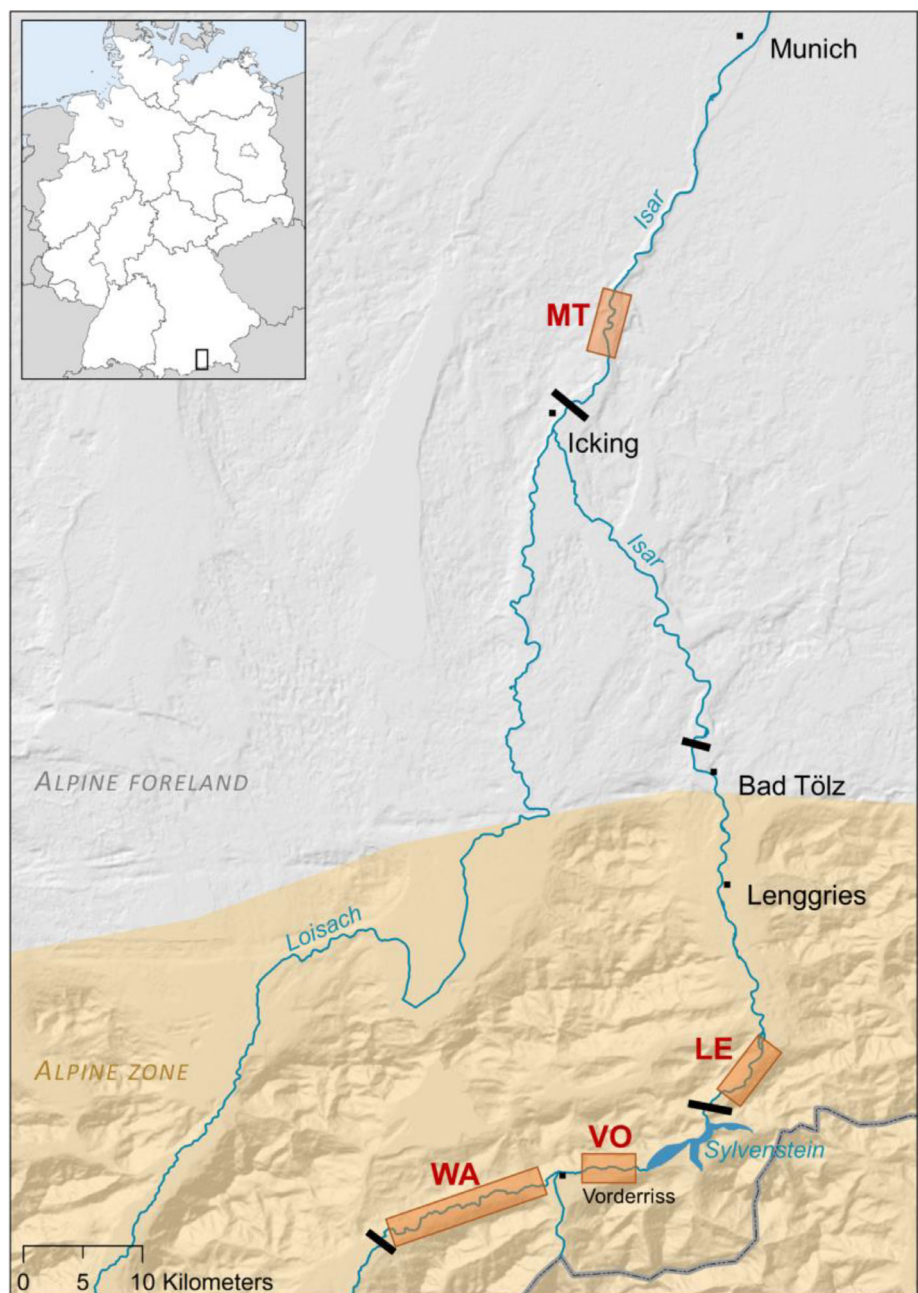 Munich
Isar
MT
Icking
Isar
ALPINE FORELAND
Bad Tölz
Lenggries
Loisach
LE
ALPINE ZONE
VO
Sylvenstein
WA
Vorderriss
0 5 10 Kilometers